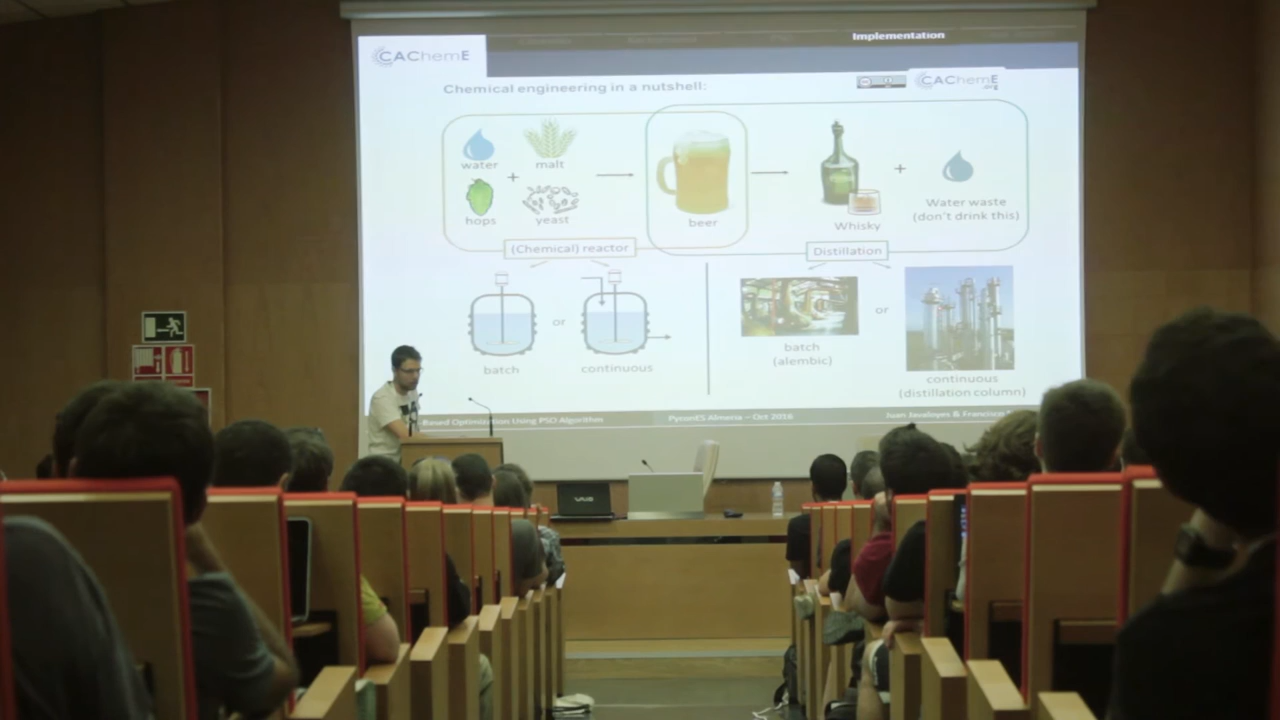 Implementation
CAChemE
Chemical engineering in a nutshell:
CAChemE
.org
water
malt
+
hops
yeast
beer
Whisky
+
Water waste
(don't drink this)
(Chemical) reactor
Distillation
or
batch
continuous
batch
(alembic)
or
continuous
(distillation column)
-Based Optimization Using PSO Algorithm
PyconES Almeria – Oct 2016
Juan Javaloyes & Francisco
VAIO